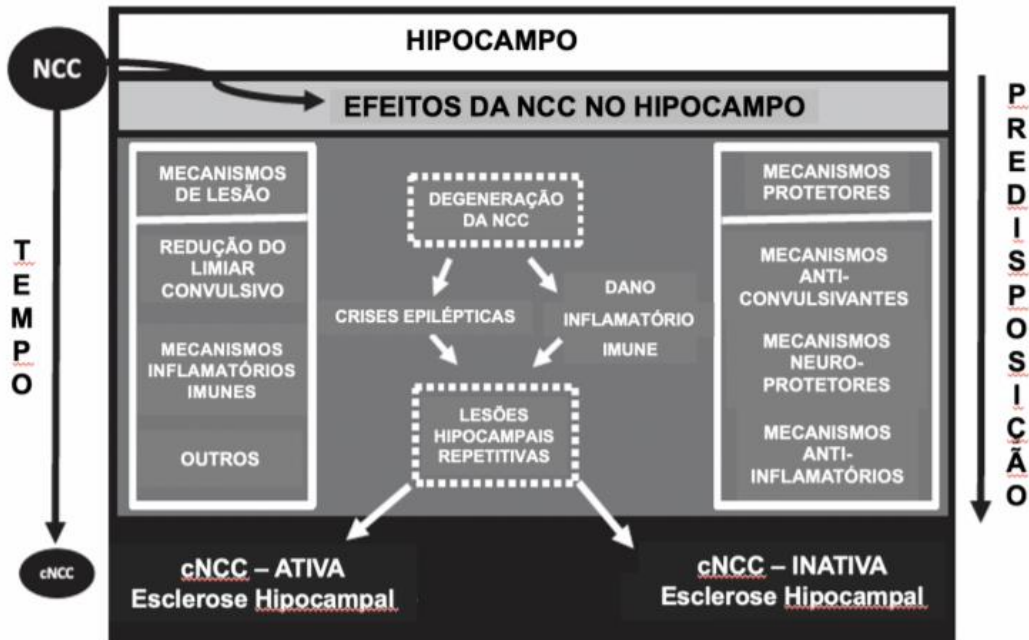 HIPOCAMPO
NCC
EFEITOS DA NCC NO HIPOCAMPO
TEMPO
MECANISMOS
DE LESÃO
REDUÇÃO DO
LIMIAR
CONVULSIVO
MECANISMOS
INFLAMATÓRIOS
IMUNES
OUTROS
DEGENERAÇÃO
DA NCC
CRISES EPILÉPTICAS
DANO
INFLAMATÓRIO
IMUNE
LESÕES
HIPOCAMPAIS
REPETITIVAS
MECANISMOS
PROTETORES
MECANISMOS
ANTI-
CONVULSIVANTES
MECANISMOS
NEURO-
PROTETORES
MECANISMOS
ANTI-
INFLAMATÓRIOS
PREDISPOSIÇÃO
cNCC
cNCC – ATIVA
Esclerose Hipocampal
cNCC – INATIVA
Esclerose Hipocampal